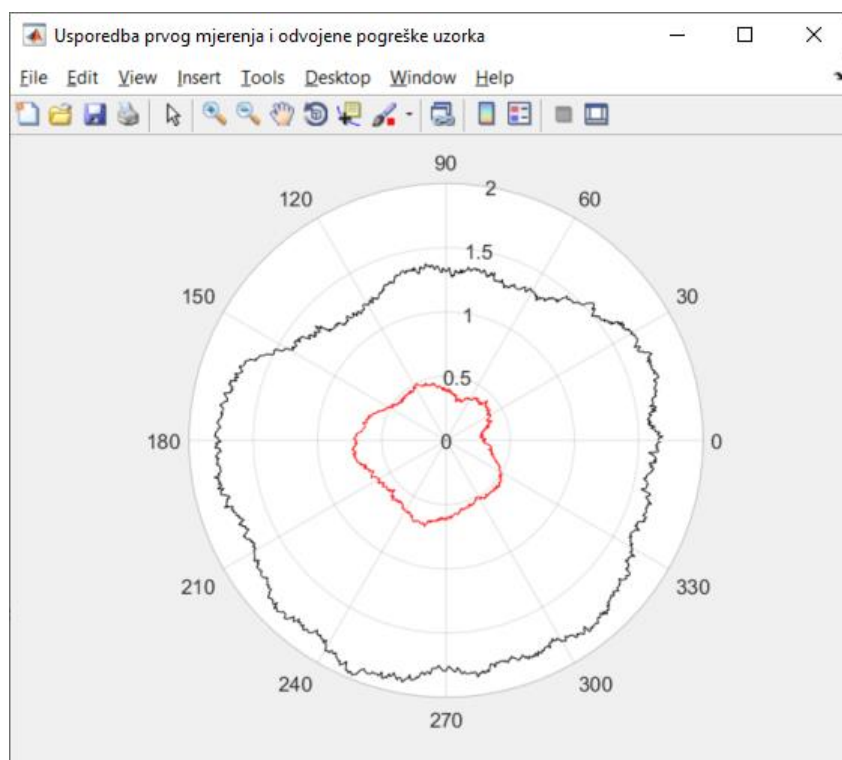 Usporedba prvog mjerenja i odvojene pogreške uzorka
File Edit View Insert Tools Desktop Window Help
90
120 2 60
1.5
150 30
1
0.5
180 0 0
210 330
240 300
270